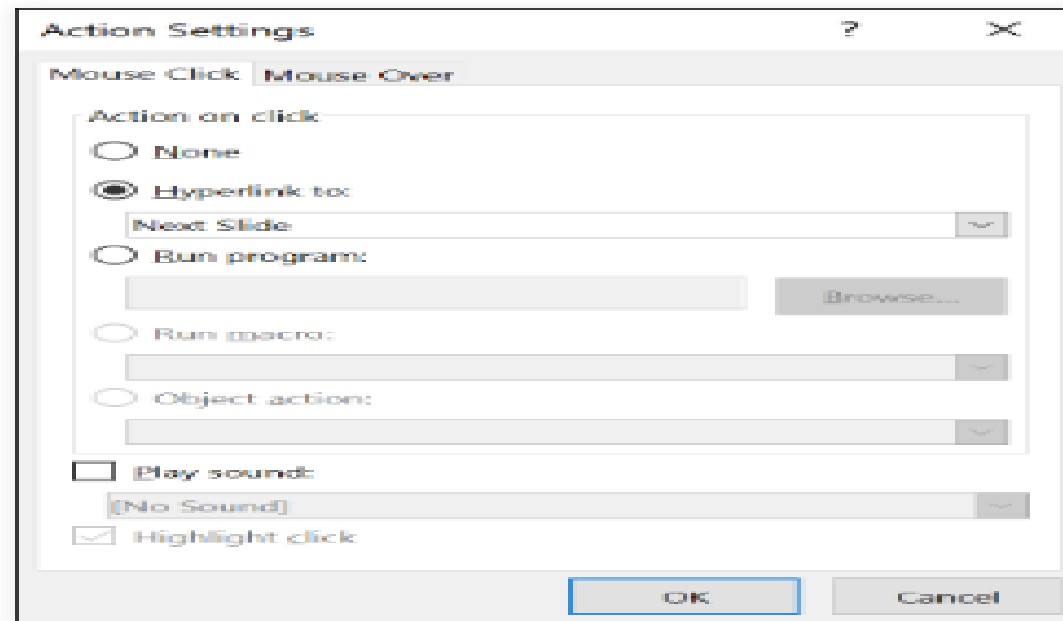 Action Settings
Mouse Click Mouse Over
Action on click
None
Hyperlink to:
Next Slide
Run program:
Browse...
Run macro:
Object action:
Play sound:
[No Sound]
Highlight click
OK Cancel